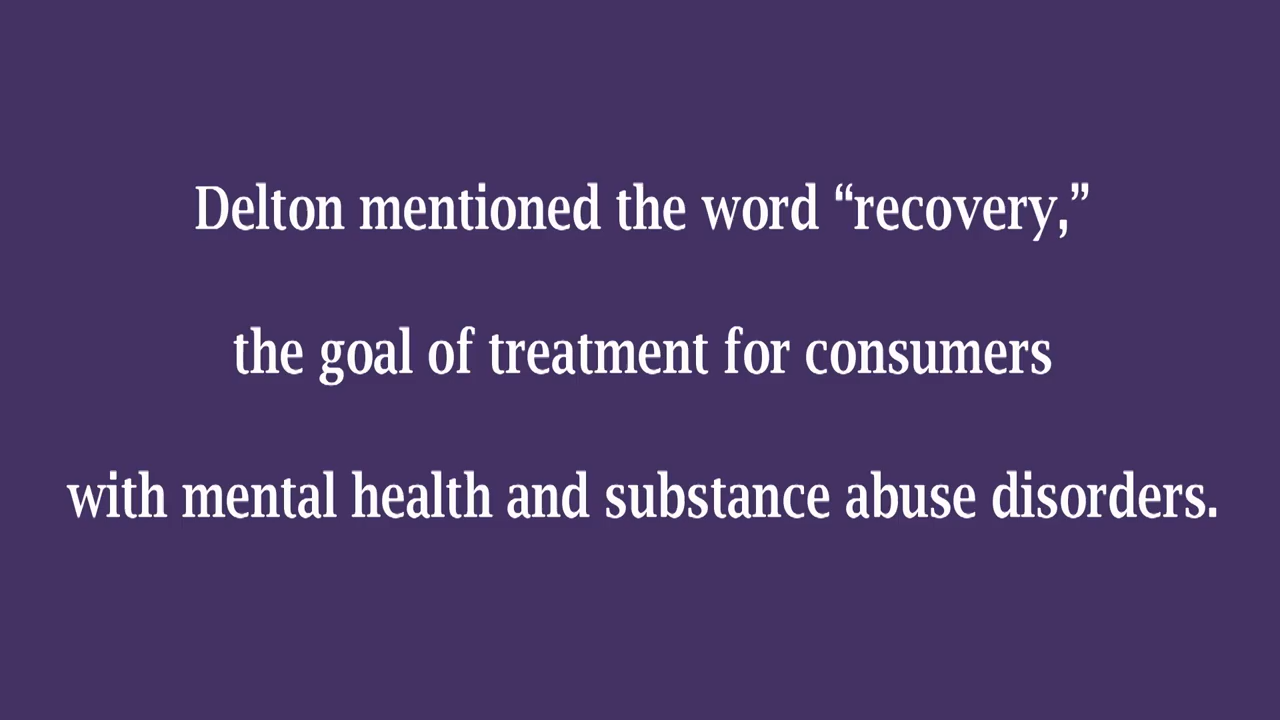 Delton mentioned the word “recovery,”
the goal of treatment for consumers
with mental health and substance abuse disorders.